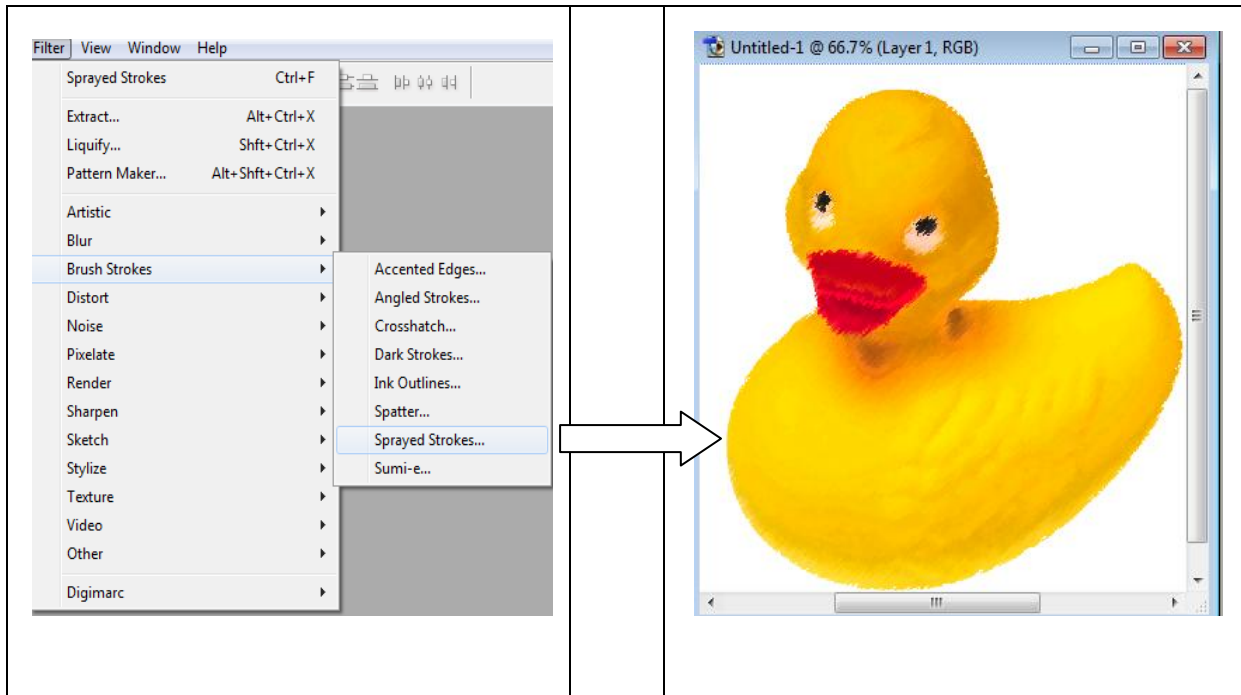 Filter View Window Help
Sprayed Strokes Ctrl+F
Extract... Alt+Ctrl+X
Liquify... Shft+Ctrl+X
Pattern Maker... Alt+Shft+Ctrl+X
Artistic
Blur
Brush Strokes
Distort
Noise
Pixelate
Render
Sharpen
Sketch
Stylize
Texture
Video
Other
Digimarc
Accented Edges...
Angled Strokes...
Crosshatch...
Dark Strokes...
Ink Outlines...
Spatter...
Sprayed Strokes...
Sumi-e...
Untitled-1 @ 66.7% (Layer 1, RGB)